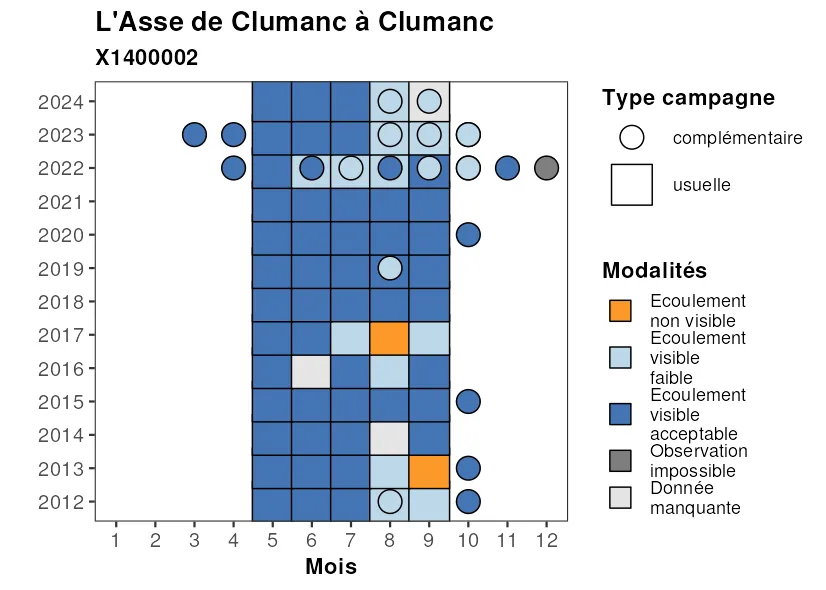 L'Asse de Clumanc à Clumanc
X1400002
2024
2023
2022
2021
2020
2019
2018
2017
2016
2015
2014
2013
2012
1 2 3 4 5 6 7 8 9 10 11 12
Mois
Type campagne
complémentaire
usuelle
Modalités
Ecoulement
non visible
Ecoulement
visible
faible
Ecoulement
visible
acceptable
Observation
impossible
Donnée
manquante